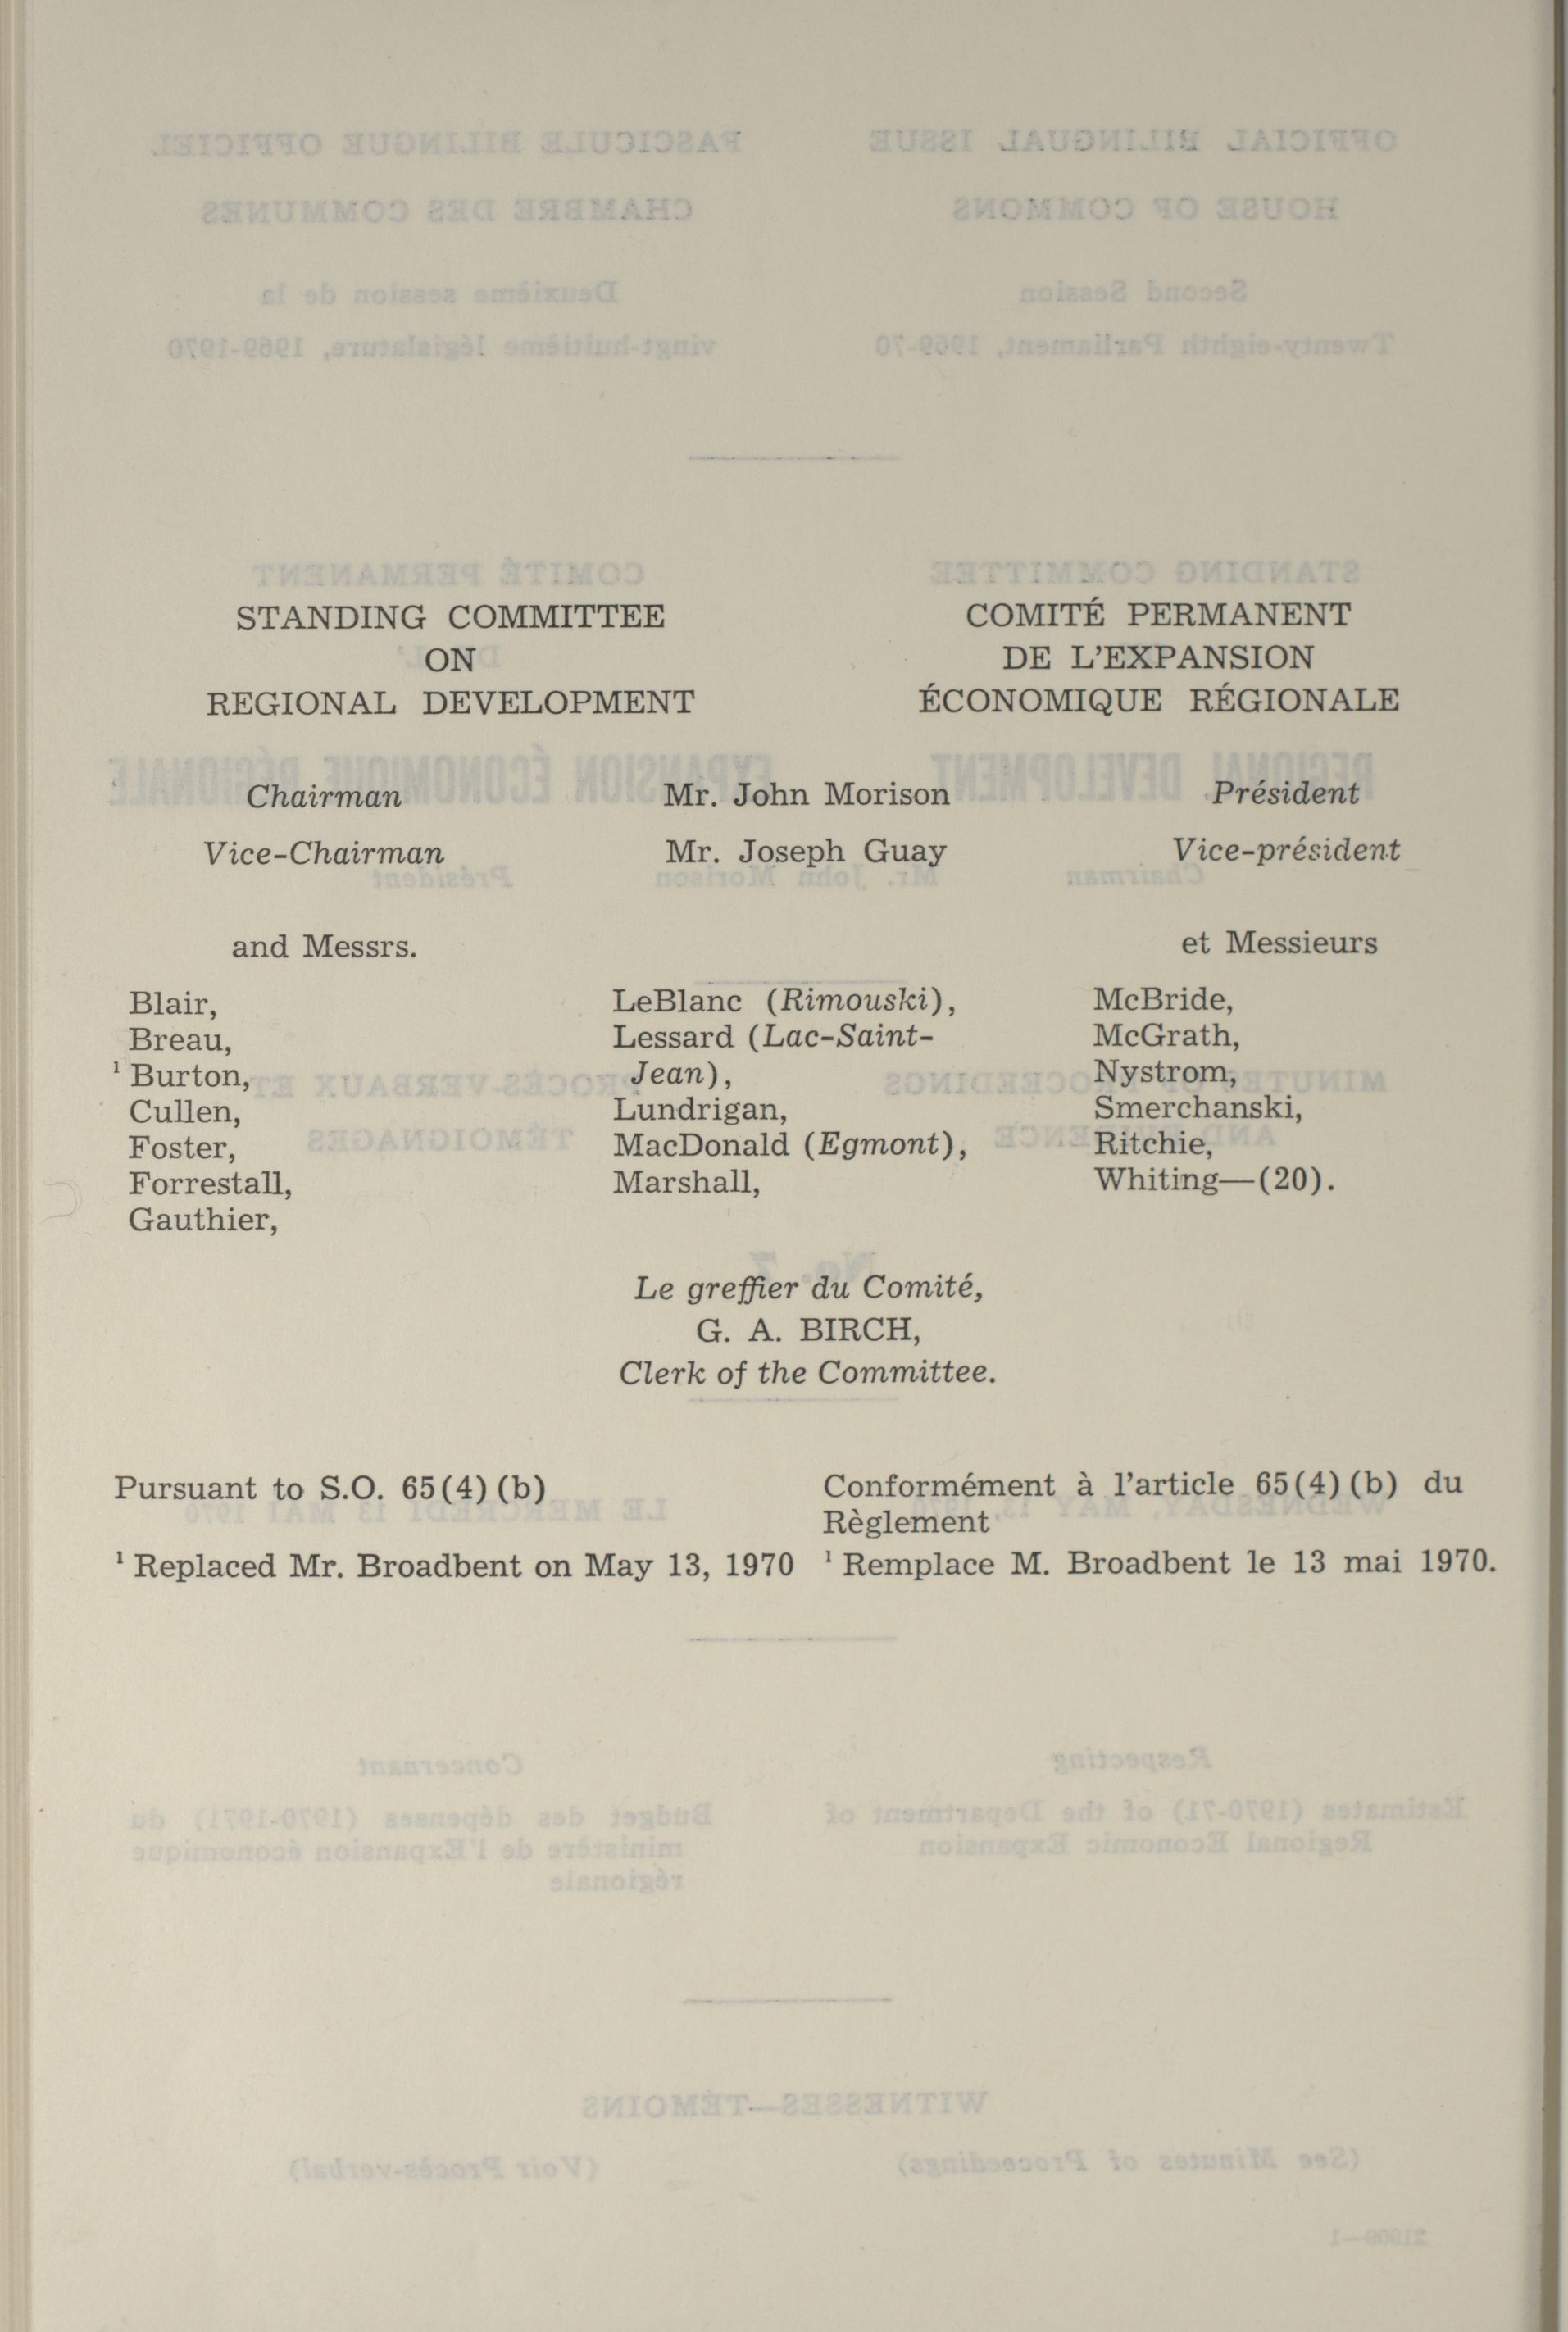 STANDING COMMITTEE
ON
REGIONAL DEVELOPMENT
COMITÉ PERMANENT
DE L'EXPANSION
ÉCONOMIQUE RÉGIONALE
Chairman Mr. John Morison Président
Vice-Chairman Mr. Joseph Guay Vice-président
and Messrs. et Messieurs
Blair,
Breau,
¹ Burton,
Cullen,
Foster,
Forrestall,
Gauthier,
LeBlanc (Rimouski),
Lessard (Lac-Saint-
Jean),
Lundrigan,
MacDonald (Egmont),
Marshall,
McBride,
McGrath,
Nystrom,
Smerchanski,
Ritchie,
Whiting—(20).
Le greffier du Comité,
G. A. BIRCH,
Clerk of the Committee.
Pursuant to S.O. 65(4)(b)
¹ Replaced Mr. Broadbent on May 13, 1970
Conformément à l'article 65(4)(b) du
Règlement
¹ Remplace M. Broadbent le 13 mai 1970.